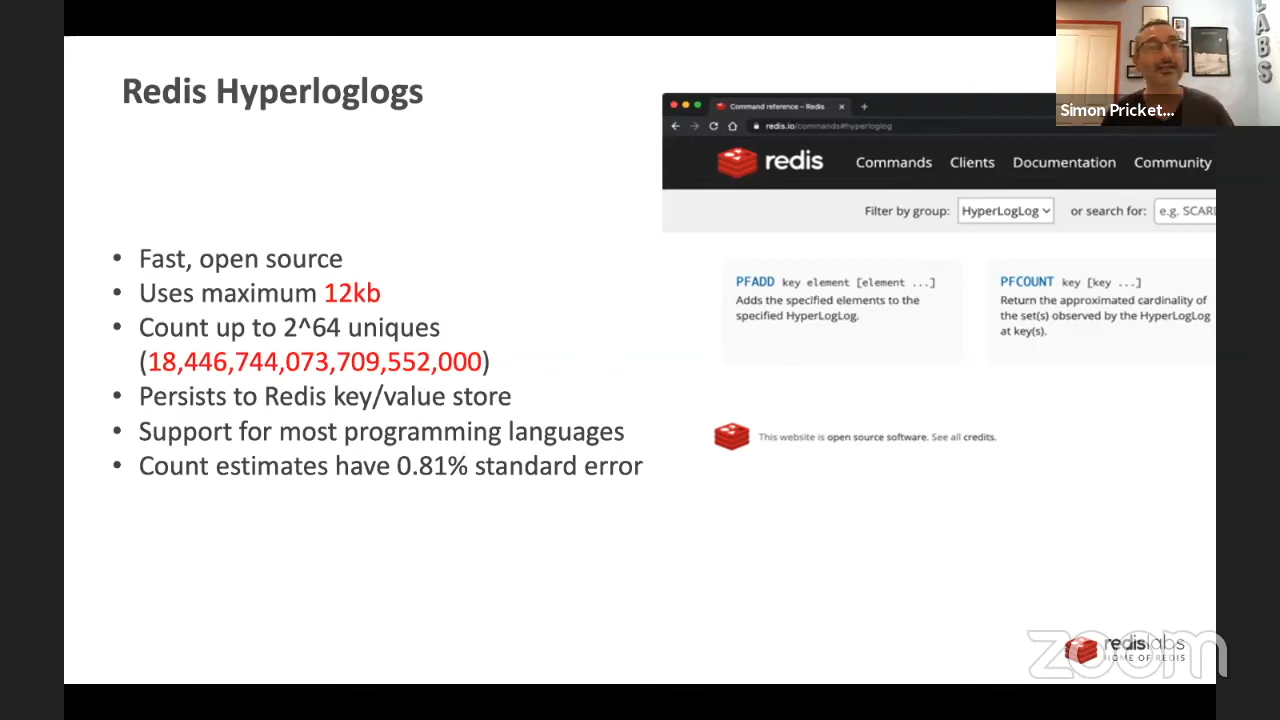 Redis Hyperloglogs
• Fast, open source
• Uses maximum 12kb
• Count up to 2^64 uniques
(18,446,744,073,709,552,000)
• Persists to Redis key/value store
• Support for most programming languages
• Count estimates have 0.81% standard error
Command reference – Redis
redis.io/commands#hyperloglog
redis Commands Clients Documentation Community
Filter by group: HyperLogLog or search for: e.g. SCAR
PFADD key element [element ...]
Adds the specified elements to the
specified HyperLogLog.
PFCOUNT key [key ...]
Return the approximated cardinality of
the set(s) observed by the HyperLogLog
at key(s).
This website is open source software. See all credits.
LABS
Simon Pricket...
redislabs
HOME OF REDIS
zoom